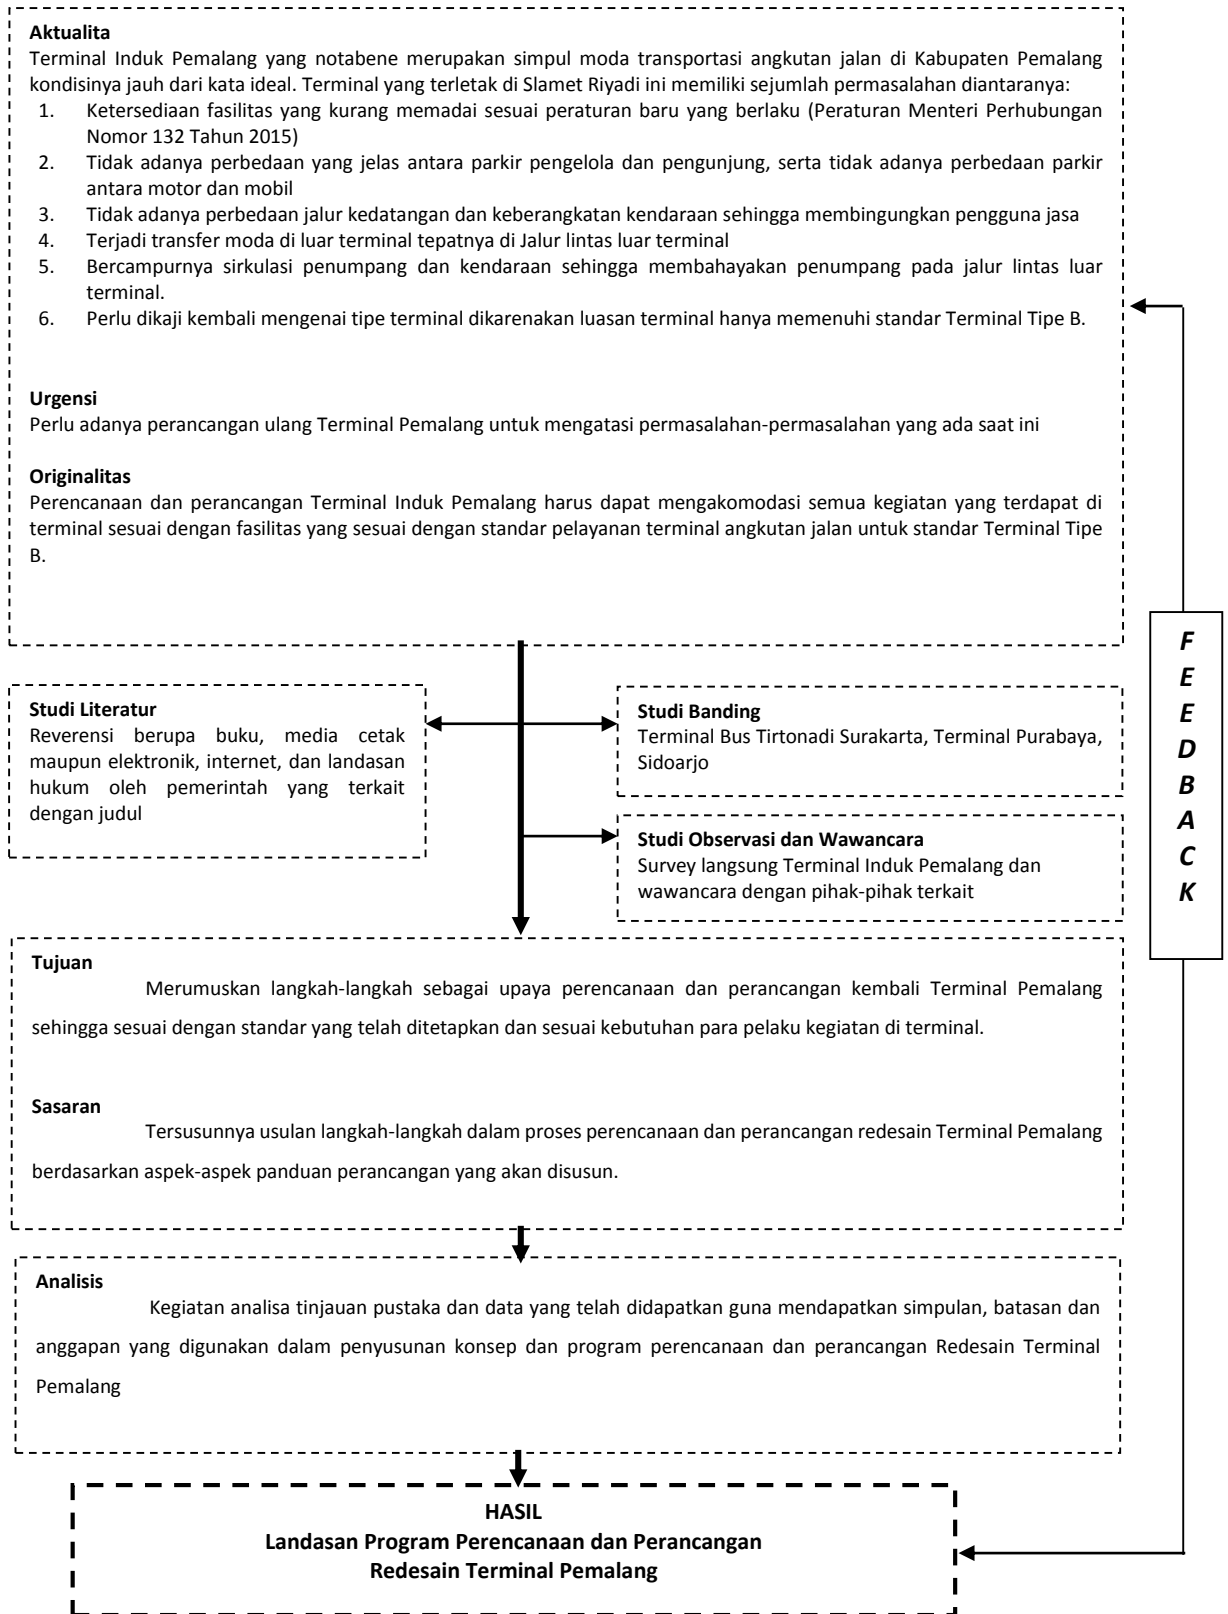 Aktualita
Terminal Induk Pemalang yang notabene merupakan simpul moda transportasi angkutan jalan di Kabupaten Pemalang
kondisinya jauh dari kata ideal. Terminal yang terletak di Slamet Riyadi ini memiliki sejumlah permasalahan diantaranya:
1. Ketersediaan fasilitas yang kurang memadai sesuai peraturan baru yang berlaku (Peraturan Menteri Perhubungan
Nomor 132 Tahun 2015)
2. Tidak adanya perbedaan yang jelas antara parkir pengelola dan pengunjung, serta tidak adanya perbedaan parkir
antara motor dan mobil
3. Tidak adanya perbedaan jalur kedatangan dan keberangkatan kendaraan sehingga membingungkan pengguna jasa
4. Terjadi transfer moda di luar terminal tepatnya di Jalur lintas luar terminal
5. Bercampurnya sirkulasi penumpang dan kendaraan sehingga membahayakan penumpang pada jalur lintas luar
terminal.
6. Perlu dikaji kembali mengenai tipe terminal dikarenakan luasan terminal hanya memenuhi standar Terminal Tipe B.
Urgensi
Perlu adanya perancangan ulang Terminal Pemalang untuk mengatasi permasalahan-permasalahan yang ada saat ini
Originalitas
Perencanaan dan perancangan Terminal Induk Pemalang harus dapat mengakomodasi semua kegiatan yang terdapat di
terminal sesuai dengan fasilitas yang sesuai dengan standar pelayanan terminal angkutan jalan untuk standar Terminal Tipe
B.
Studi Literatur
Reverensi berupa buku, media cetak
maupun elektronik, internet, dan landasan
hukum oleh pemerintah yang terkait
dengan judul
Studi Banding
Terminal Bus Tirtonadi Surakarta, Terminal Purabaya,
Sidoarjo
Studi Observasi dan Wawancara
Survey langsung Terminal Induk Pemalang dan
wawancara dengan pihak-pihak terkait
Tujuan
Merumuskan langkah-langkah sebagai upaya perencanaan dan perancangan kembali Terminal Pemalang
sehingga sesuai dengan standar yang telah ditetapkan dan sesuai kebutuhan para pelaku kegiatan di terminal.
Sasaran
Tersusunnya usulan langkah-langkah dalam proses perencanaan dan perancangan redesain Terminal Pemalang
berdasarkan aspek-aspek panduan perancangan yang akan disusun.
Analisis
Kegiatan analisa tinjauan pustaka dan data yang telah didapatkan guna mendapatkan simpulan, batasan dan
anggapan yang digunakan dalam penyusunan konsep dan program perencanaan dan perancangan Redesain Terminal
Pemalang
HASIL
Landasan Program Perencanaan dan Perancangan
Redesain Terminal Pemalang
F
E
E
D
B
A
C
K